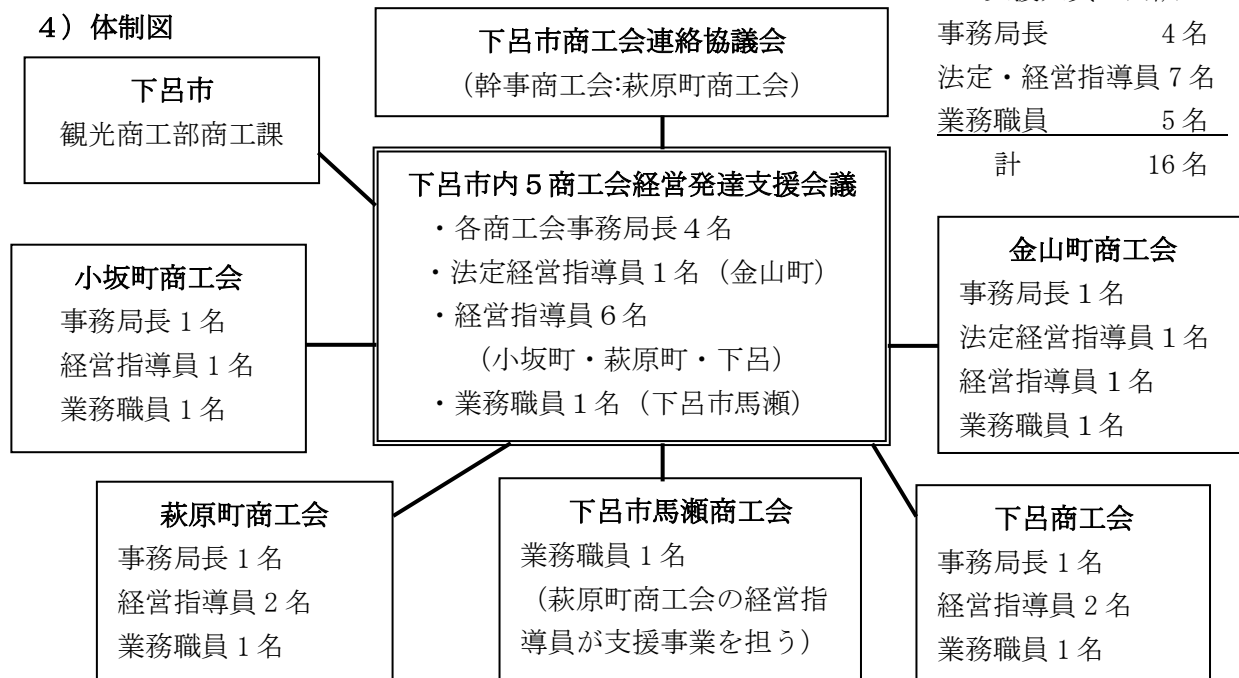 4）体制図
下呂市商工会連絡協議会
（幹事商工会:萩原町商工会）
事務局長 4名
法定・経営指導員 7名
業務職員 5名
計 16名
下呂市
観光商工部商工課
下呂市内5商工会経営発達支援会議
・各商工会事務局長4名
・法定経営指導員1名（金山町）
・経営指導員6名
（小坂町・萩原町・下呂）
・業務職員1名（下呂市馬瀬）
小坂町商工会
事務局長1名
経営指導員1名
業務職員1名
金山町商工会
事務局長1名
法定経営指導員1名
経営指導員1名
業務職員1名
萩原町商工会
事務局長1名
経営指導員2名
業務職員1名
下呂市馬瀬商工会
業務職員1名
（萩原町商工会の経営指
導員が支援事業を担う）
下呂商工会
事務局長1名
経営指導員2名
業務職員1名